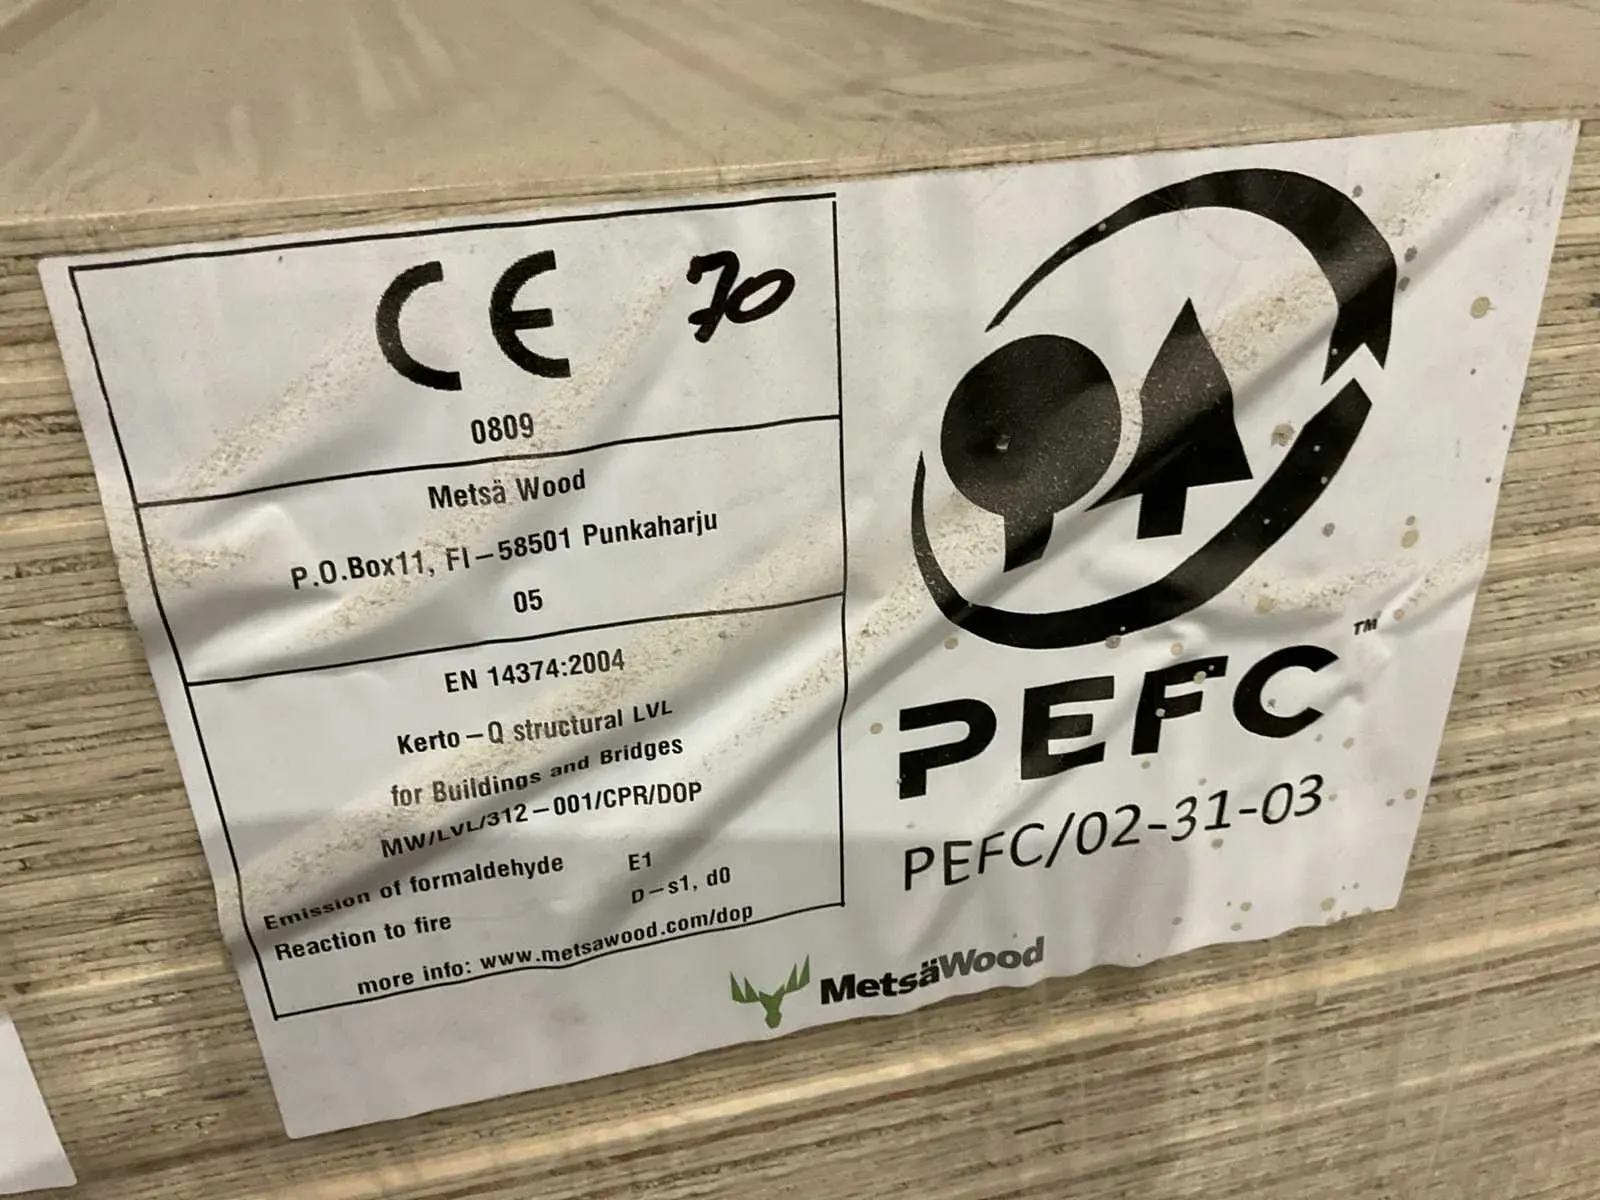 CE 70
0809
Metsä Wood
P.O.Box11, FI-58501 Punkaharju
05
EN 14374:2004
Kerto-Q structural LVL
for Buildings and Bridges
MW/LVL/312-001/CPR/DOP
Emission of formaldehyde E1
Reaction to fire D-s1, d0
more info: www.metsawood.com/dop
PEFC™
PEFC/02-31-03
MetsäWood